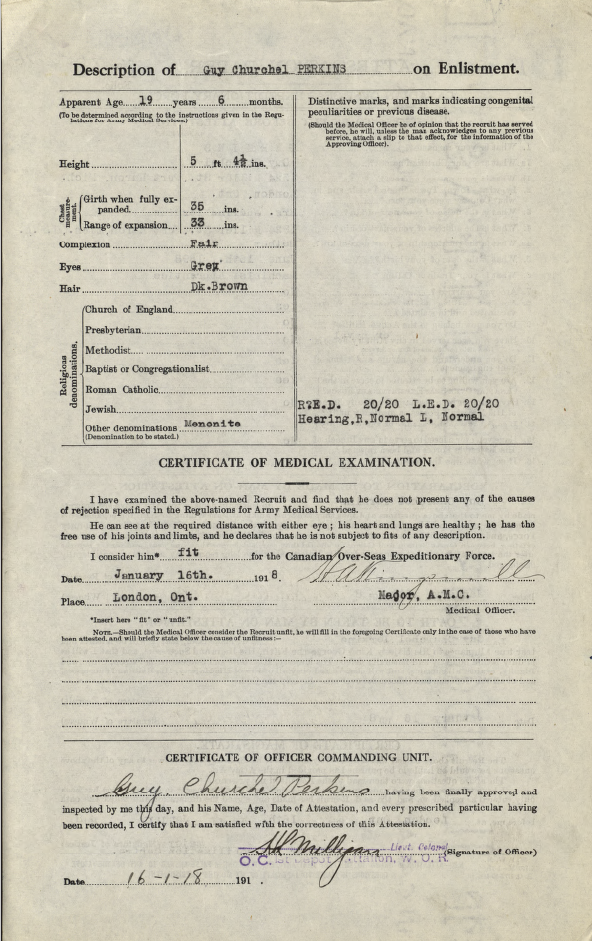 Description of Guy Churchel PERKINS on Enlistment.
Apparent Age 19 years 6 months.
(To be determined according to the instructions given in the Regulations for Army Medical Services.)
Height 5 ft. 4½ ins.
Chest measurement.
Girth when fully expanded 35 ins.
Range of expansion 33 ins.
Complexion Fair
Eyes Grey
Hair Dk.Brown
Religious denominations.
Church of England
Presbyterian
Methodist
Baptist or Congregationalist
Roman Catholic
Jewish
Other denominations Menonite
(Denomination to be stated.)
Distinctive marks, and marks indicating congenital
peculiarities or previous disease.
(Should the Medical Officer be of opinion that the recruit has served
before, he will, unless the man acknowledges to any previous
service, attach a slip to that effect, for the information of the
Approving Officer).
R.E.D. 20/20 L.E.D. 20/20
Hearing,R,Normal L, Normal
CERTIFICATE OF MEDICAL EXAMINATION.
I have examined the above-named Recruit and find that he does not present any of the causes
of rejection specified in the Regulations for Army Medical Services.
He can see at the required distance with either eye; his heart and lungs are healthy; he has the
free use of his joints and limbs, and he declares that he is not subject to fits of any description.
I consider him* fit for the Canadian Over-Seas Expeditionary Force.
Date January 16th. 1918.
Place London, Ont. Major, A.M.C.
Medical Officer.
*Insert here "fit" or "unfit."
NOTE.—Should the Medical Officer consider the Recruit unfit, he will fill in the foregoing Certificate only in the case of those who have
been attested, and will briefly state below the cause of unfitness:—
CERTIFICATE OF OFFICER COMMANDING UNIT.
Guy Churchel Perkins having been finally approved and
inspected by me this day, and his Name, Age, Date of Attestation, and every prescribed particular having
been recorded, I certify that I am satisfied with the correctness of this Attestation.
Milligan Lieut. Colonel (Signature of Officer)
O.C. 1st Depot Battalion, W. O. R.
Date 16-1-18 191 .